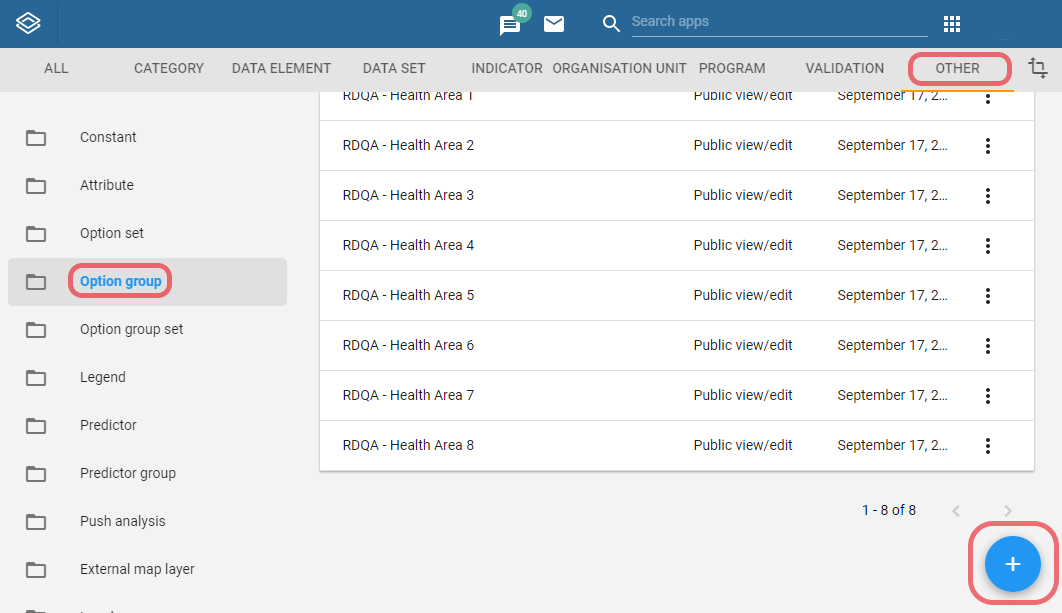 40
Search apps
ALL CATEGORY DATA ELEMENT DATA SET INDICATOR ORGANISATION UNIT PROGRAM VALIDATION OTHER
Constant
Attribute
Option set
Option group
Option group set
Legend
Predictor
Predictor group
Push analysis
External map layer
RDQA - Health Area 1 Public view/edit September 17, 2...
RDQA - Health Area 2 Public view/edit September 17, 2...
RDQA - Health Area 3 Public view/edit September 17, 2...
RDQA - Health Area 4 Public view/edit September 17, 2...
RDQA - Health Area 5 Public view/edit September 17, 2...
RDQA - Health Area 6 Public view/edit September 17, 2...
RDQA - Health Area 7 Public view/edit September 17, 2...
RDQA - Health Area 8 Public view/edit September 17, 2...
1 - 8 of 8